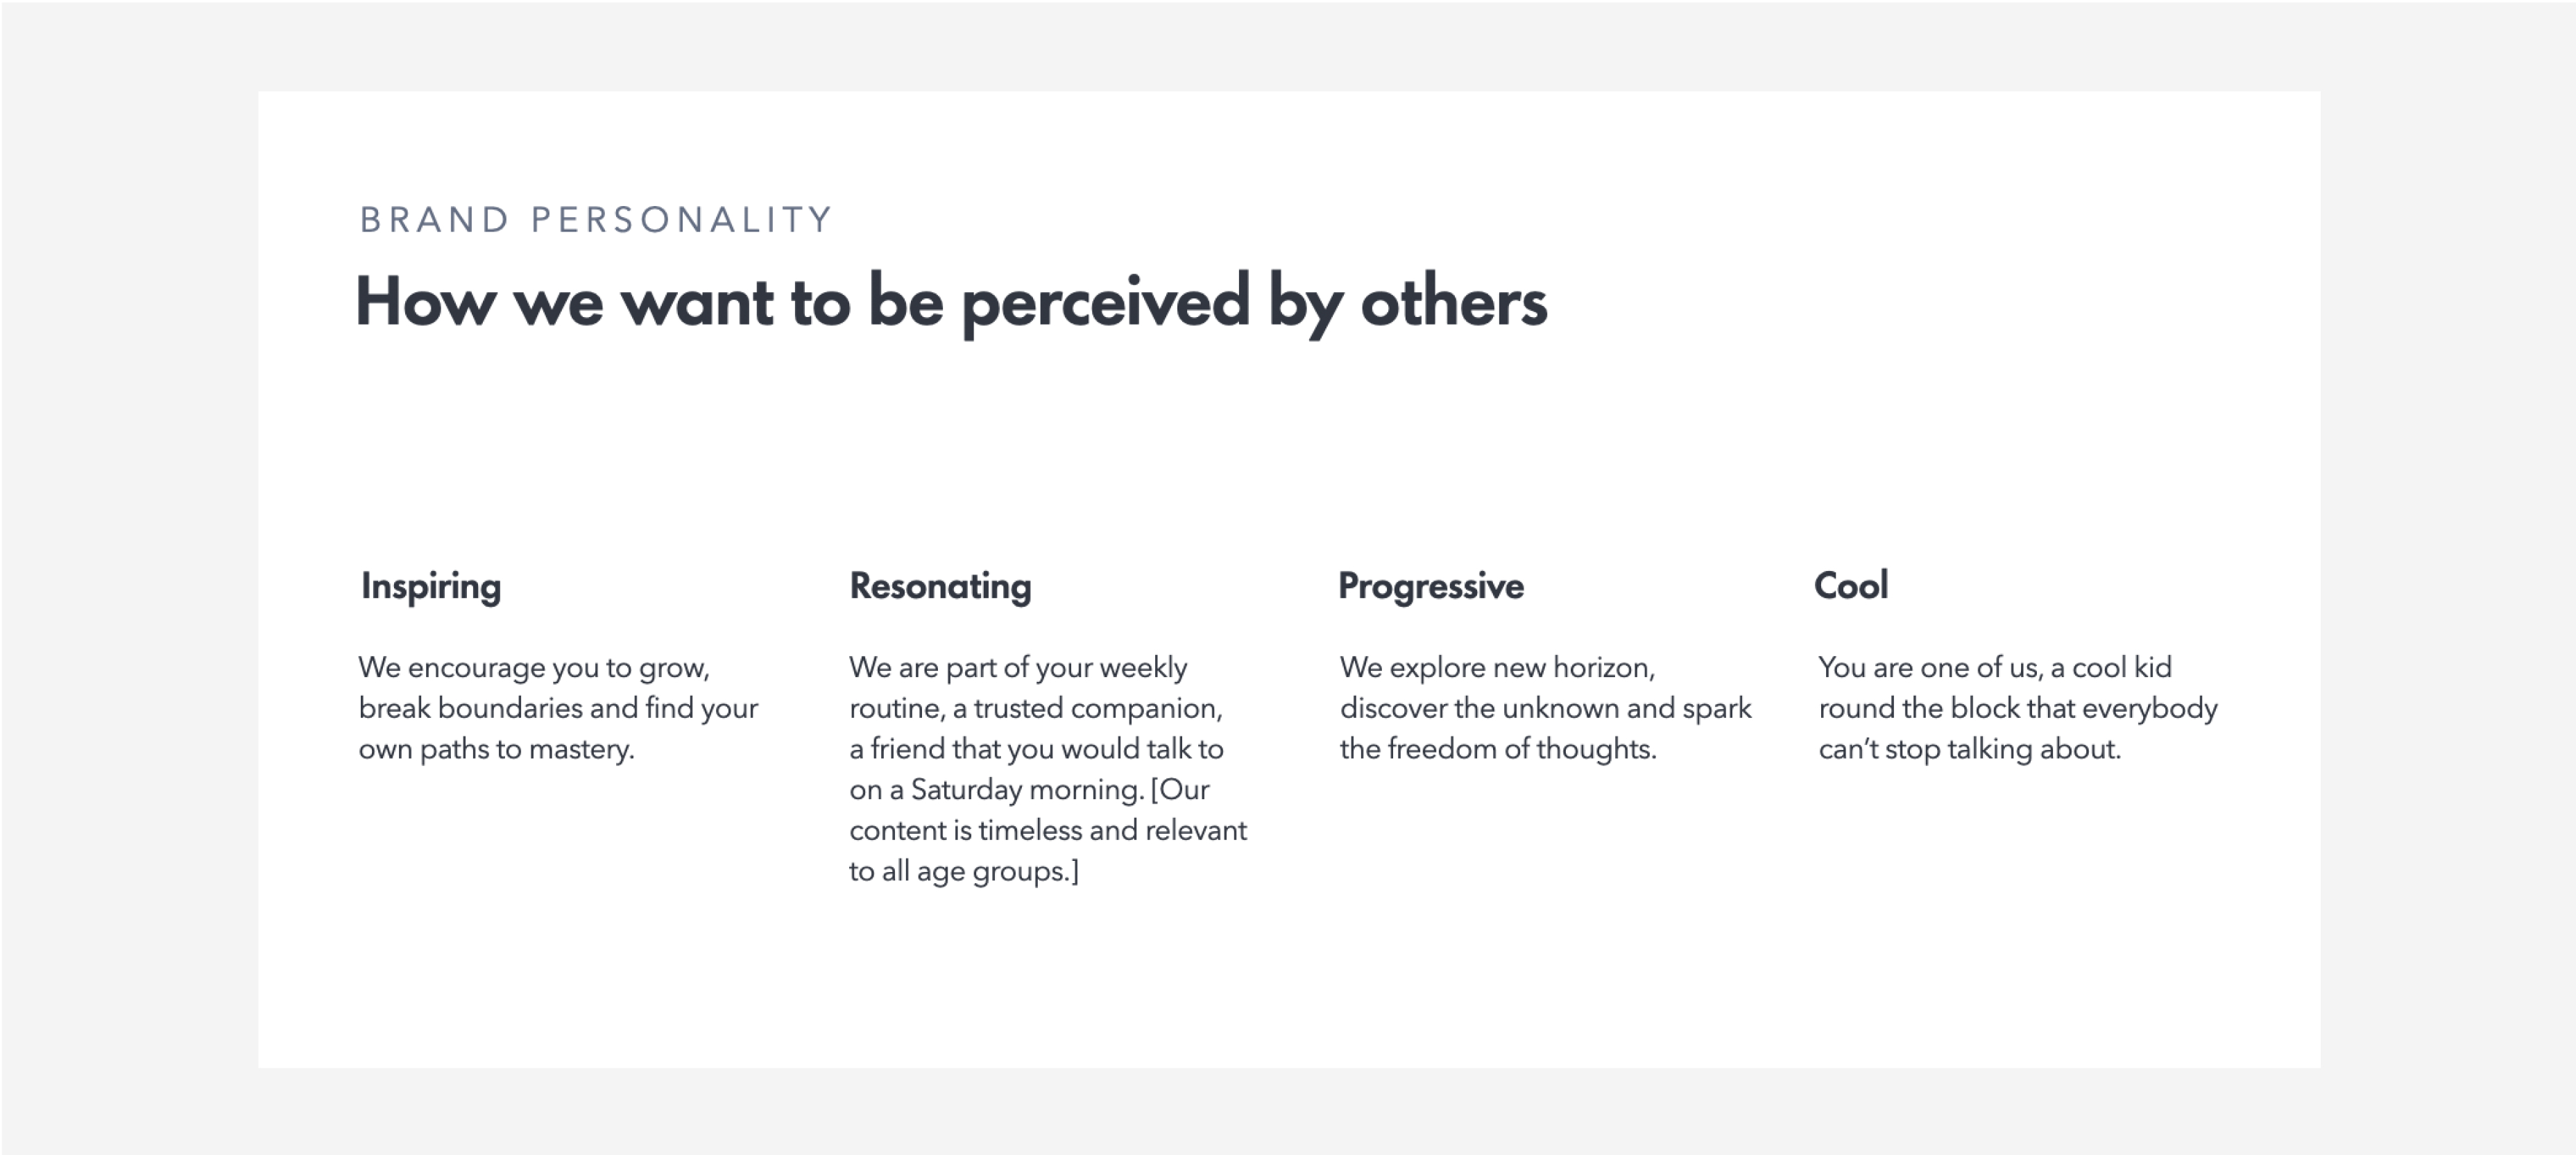 BRAND PERSONALITY
How we want to be perceived by others
Inspiring
We encourage you to grow,
break boundaries and find your
own paths to mastery.
Resonating
We are part of your weekly
routine, a trusted companion,
a friend that you would talk to
on a Saturday morning. [Our
content is timeless and relevant
to all age groups.]
Progressive
We explore new horizon,
discover the unknown and spark
the freedom of thoughts.
Cool
You are one of us, a cool kid
round the block that everybody
can’t stop talking about.